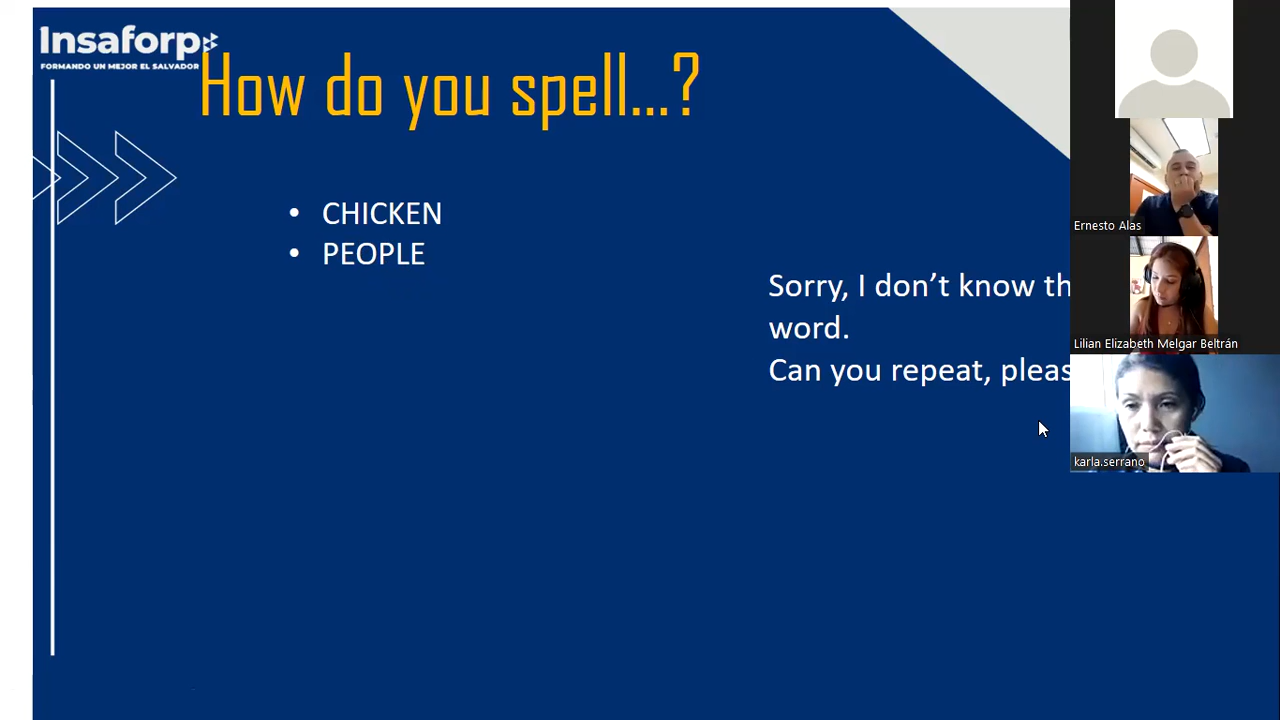 Insaforp
FORMANDO UN MEJOR EL SALVADOR
How do you spell...?
• CHICKEN
• PEOPLE
Sorry, I don't know th
word.
Can you repeat, pleas
Ernesto Alas
Lilian Elizabeth Melgar Beltrán
karla.serrano